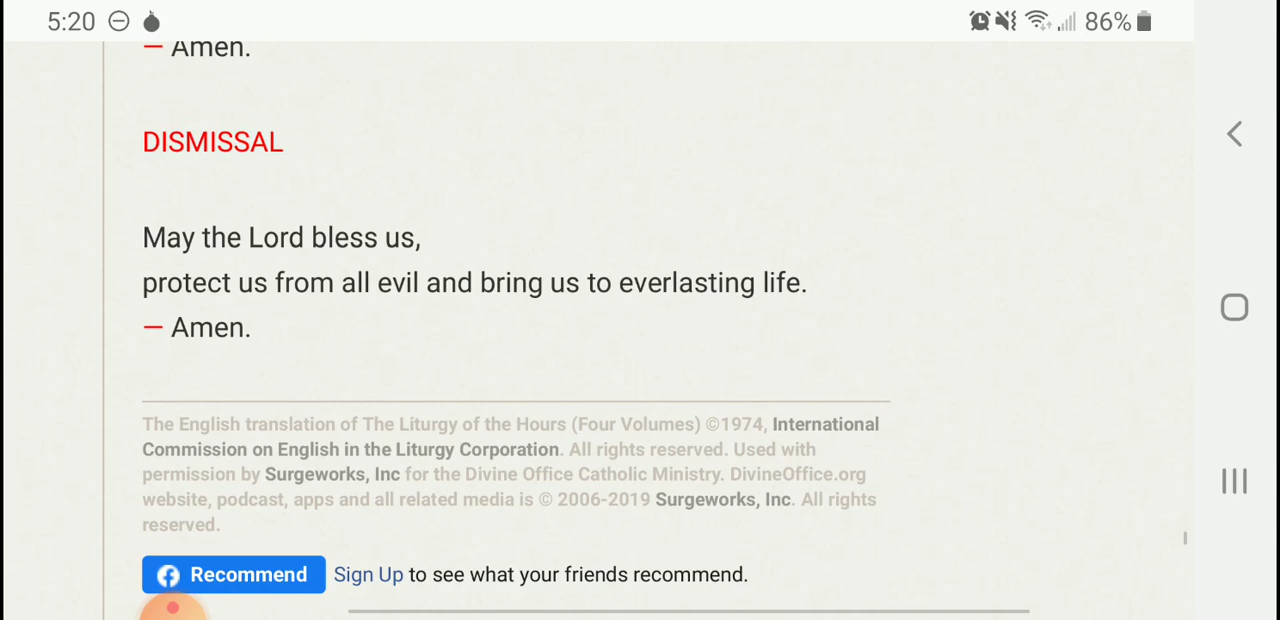 5:20 86%
— Amen.
DISMISSAL
May the Lord bless us,
protect us from all evil and bring us to everlasting life.
— Amen.
The English translation of The Liturgy of the Hours (Four Volumes) ©1974, International
Commission on English in the Liturgy Corporation. All rights reserved. Used with
permission by Surgeworks, Inc for the Divine Office Catholic Ministry. DivineOffice.org
website, podcast, apps and all related media is © 2006-2019 Surgeworks, Inc. All rights
reserved.
Recommend Sign Up to see what your friends recommend.